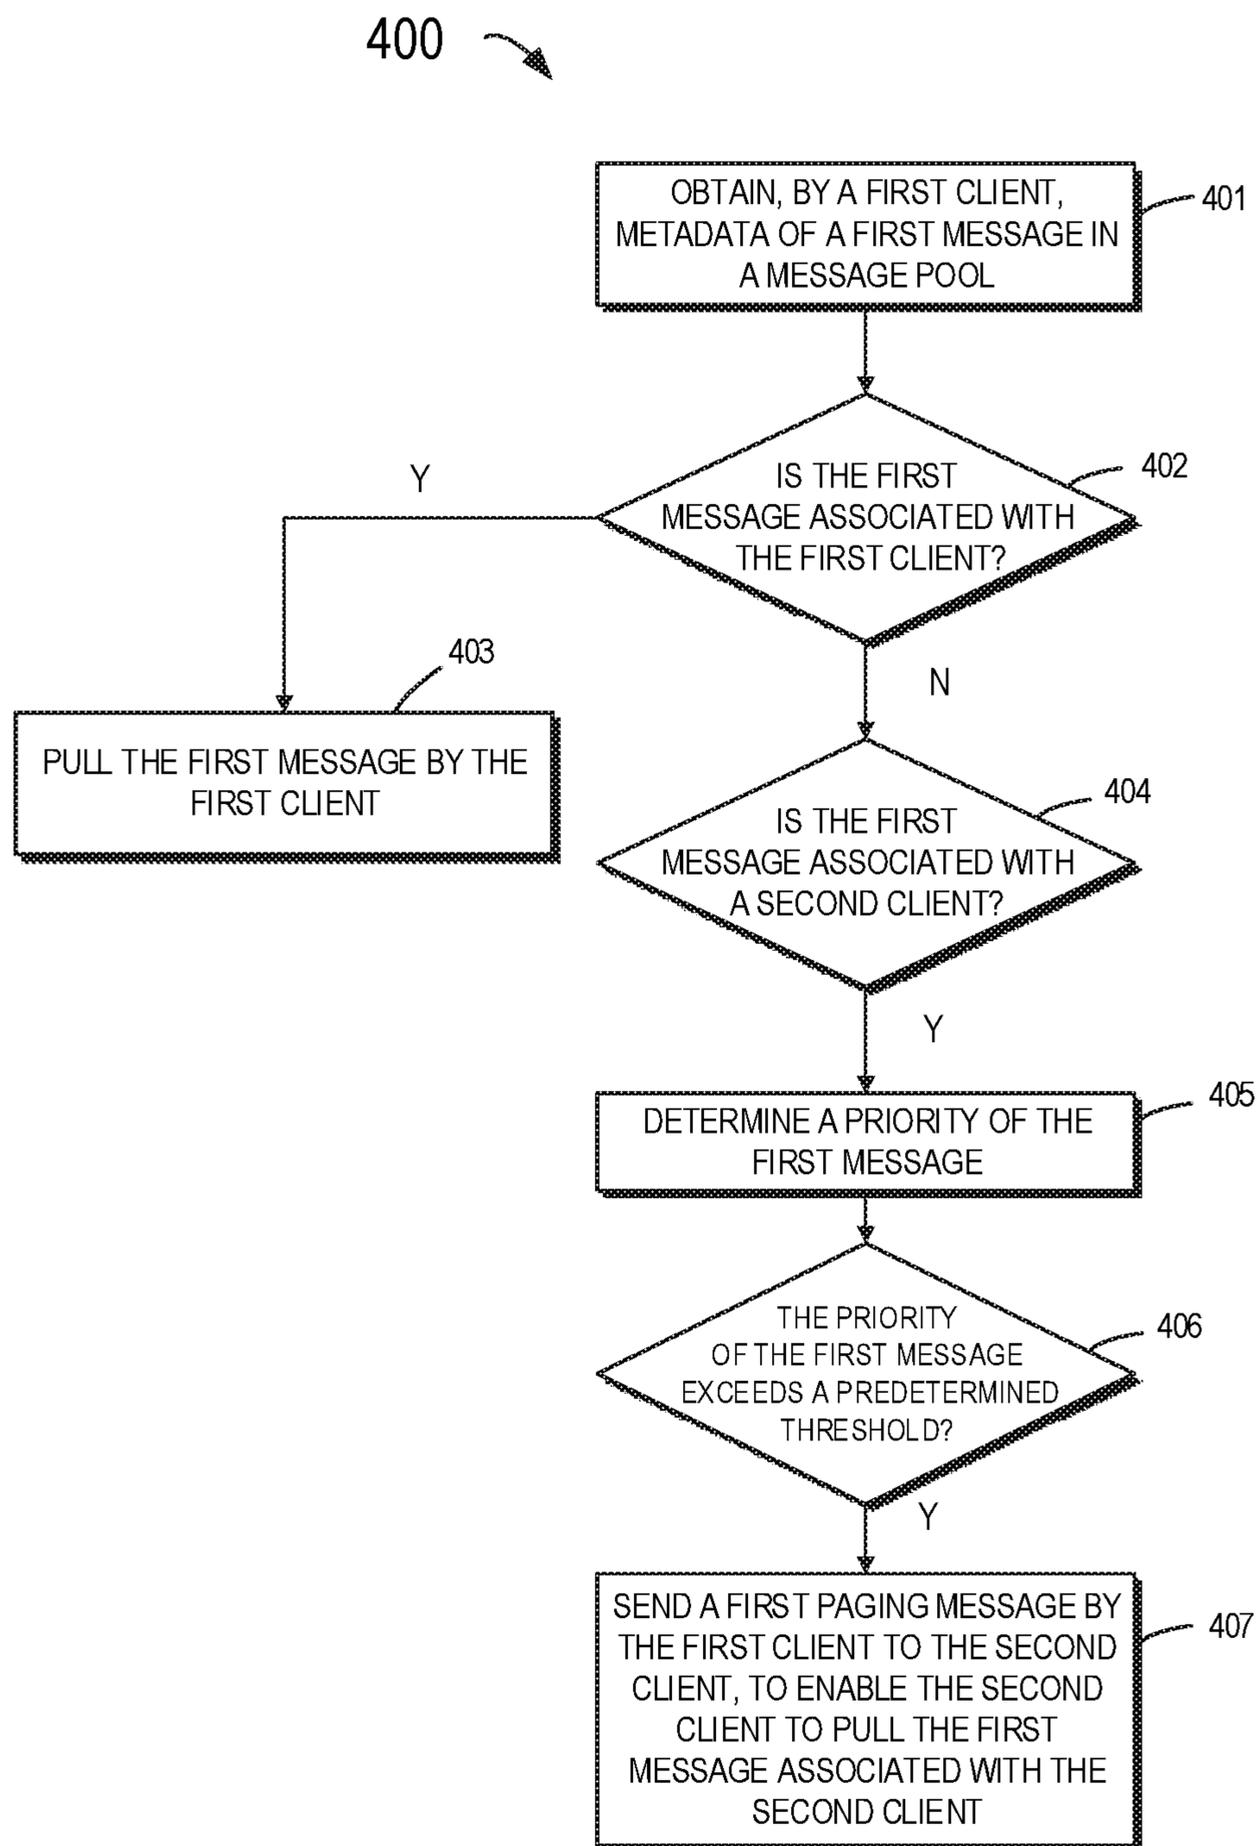 400
OBTAIN, BY A FIRST CLIENT,
METADATA OF A FIRST MESSAGE IN
A MESSAGE POOL
401
IS THE FIRST
MESSAGE ASSOCIATED WITH
THE FIRST CLIENT?
402
Y
403
N
PULL THE FIRST MESSAGE BY THE
FIRST CLIENT
404
IS THE FIRST
MESSAGE ASSOCIATED WITH
A SECOND CLIENT?
Y
405
DETERMINE A PRIORITY OF THE
FIRST MESSAGE
THE PRIORITY
OF THE FIRST MESSAGE
EXCEEDS A PREDETERMINED
THRESHOLD?
406
Y
SEND A FIRST PAGING MESSAGE BY
THE FIRST CLIENT TO THE SECOND
CLIENT, TO ENABLE THE SECOND
CLIENT TO PULL THE FIRST
MESSAGE ASSOCIATED WITH THE
SECOND CLIENT
407